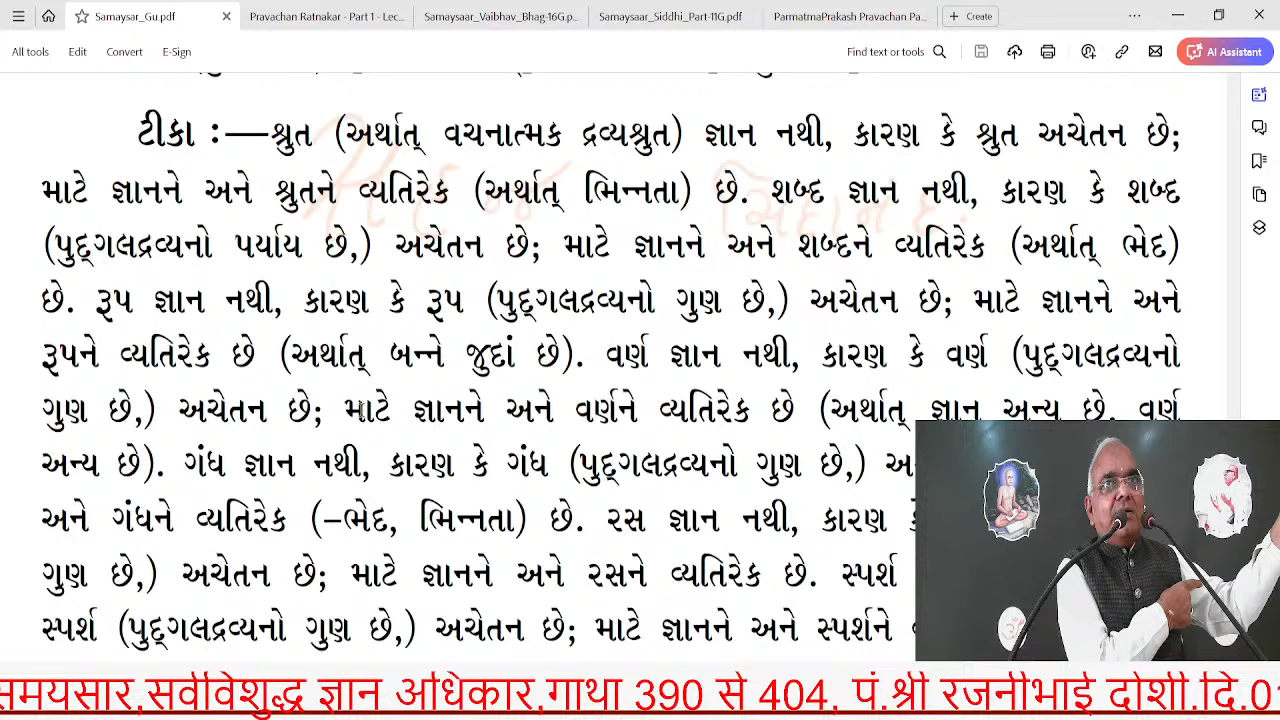 Samaysar_Gu.pdf
Pravachan Ratnakar - Part 1 - Lec...
Samaysaar_Vaibhav_Bhag-16G.p...
Samaysaar_Siddhi_Part-11G.pdf
ParmatmaPrakash Pravachan Pa...
Create
All tools Edit Convert E-Sign
Find text or tools
AI Assistant
ટીકા :—શ્રુત (અર્થાત્ વચનાત્મક દ્રવ્યશ્રુત) જ્ઞાન નથી, કારણ કે શ્રુત અચેતન છે;
માટે જ્ઞાનને અને શ્રુતને વ્યતિરેક (અર્થાત્ ભિન્નતા) છે. શબ્દ જ્ઞાન નથી, કારણ કે શબ્દ
(પુદ્ગલદ્રવ્યનો પર્યાય છે,) અચેતન છે; માટે જ્ઞાનને અને શબ્દને વ્યતિરેક (અર્થાત્ ભેદ)
છે. રૂપ જ્ઞાન નથી, કારણ કે રૂપ (પુદ્ગલદ્રવ્યનો ગુણ છે,) અચેતન છે; માટે જ્ઞાનને અને
રૂપને વ્યતિરેક છે (અર્થાત્ બન્ને જુદાં છે). વર્ણ જ્ઞાન નથી, કારણ કે વર્ણ (પુદ્ગલદ્રવ્યનો
ગુણ છે,) અચેતન છે; માટે જ્ઞાનને અને વર્ણને વ્યતિરેક છે (અર્થાત્ જ્ઞાન અન્ય છે. વર્ણ
અન્ય છે). ગંધ જ્ઞાન નથી, કારણ કે ગંધ (પુદ્ગલદ્રવ્યનો ગુણ છે,)
અને ગંધને વ્યતિરેક (–ભેદ, ભિન્નતા) છે. રસ જ્ઞાન નથી, કારણ
ગુણ છે,) અચેતન છે; માટે જ્ઞાનને અને રસને વ્યતિરેક છે. સ્પર્શ
સ્પર્શ (પુદ્ગલદ્રવ્યનો ગુણ છે,) અચેતન છે; માટે જ્ઞાનને અને સ્પર્શને
સમયસાર,સર્વવિશુદ્ધ જ્ઞાન અધિકાર,ગાથા 390 સે 404, પં.શ્રી રજનીભાઈ દોશી.દિ.0